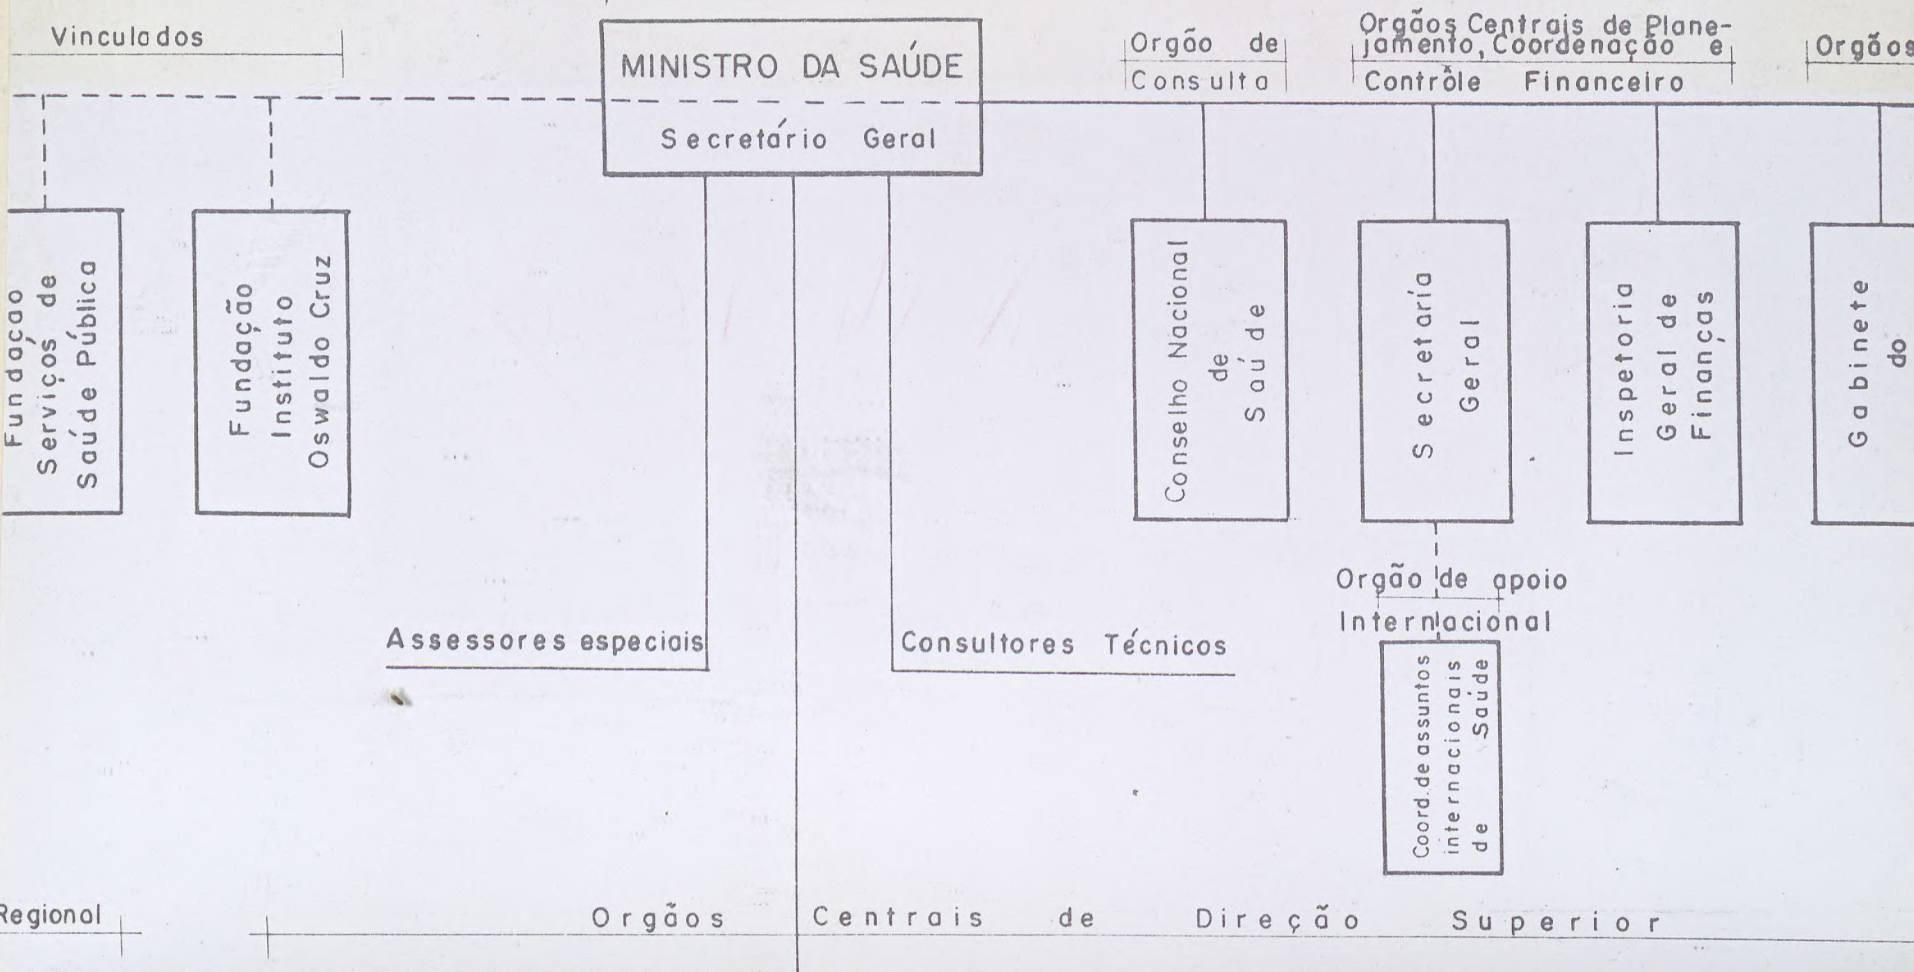 Vinculados
MINISTRO DA SAÚDE
Secretário Geral
Orgão de
Consulta
Orgãos Centrais de Plane-
jamento, Coordenação e
Contrôle Financeiro
Orgãos
Fundação
Serviços de
Saúde Pública
Fundação
Instituto
Oswaldo Cruz
Conselho Nacional
de
Saúde
Secretaría
Geral
Inspetoria
Geral de
Finanças
Gabinete
do
Orgão de apoio
Internacional
Assessores especiais
Consultores Técnicos
Coord. de assuntos
internacionais
de Saúde
Regional
Orgãos Centrais de Direção Superior